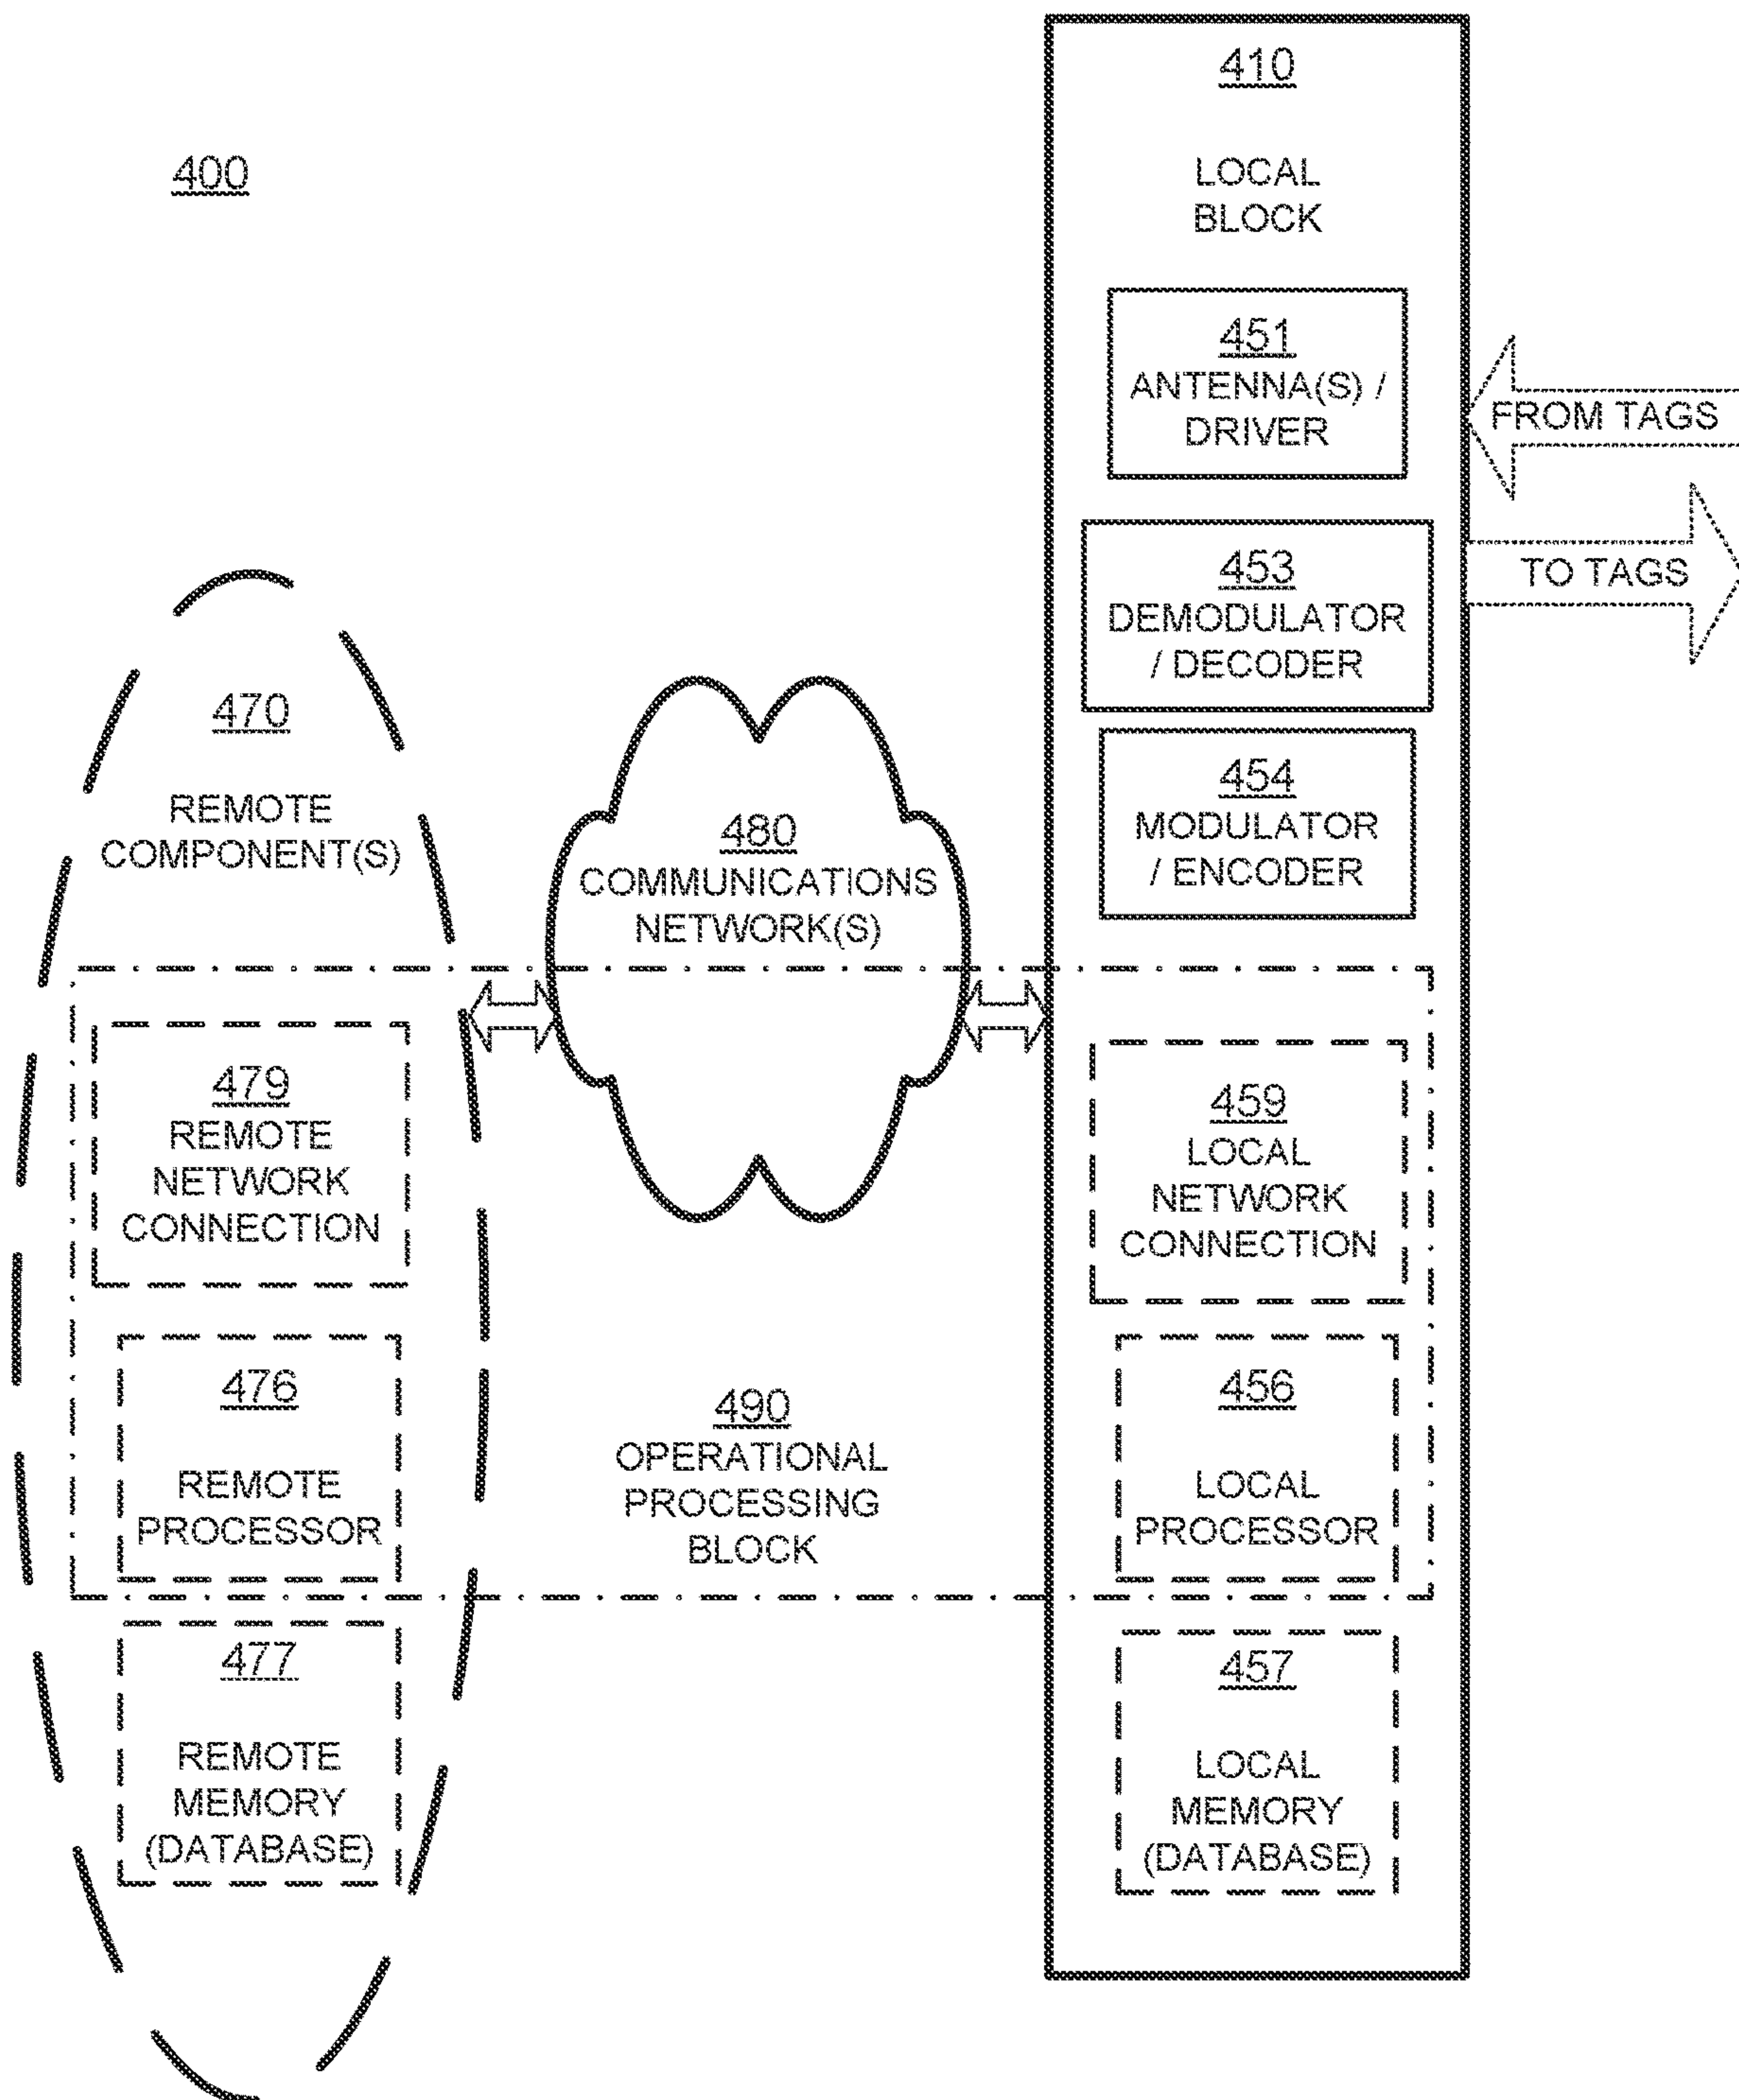 400
410
LOCAL
BLOCK
451
ANTENNA(S) /
DRIVER
FROM TAGS
TO TAGS
453
DEMODULATOR
/ DECODER
454
MODULATOR
/ ENCODER
470
REMOTE
COMPONENT(S)
480
COMMUNICATIONS
NETWORK(S)
479
REMOTE
NETWORK
CONNECTION
459
LOCAL
NETWORK
CONNECTION
476
REMOTE
PROCESSOR
490
OPERATIONAL
PROCESSING
BLOCK
456
LOCAL
PROCESSOR
477
REMOTE
MEMORY
(DATABASE)
457
LOCAL
MEMORY
(DATABASE)